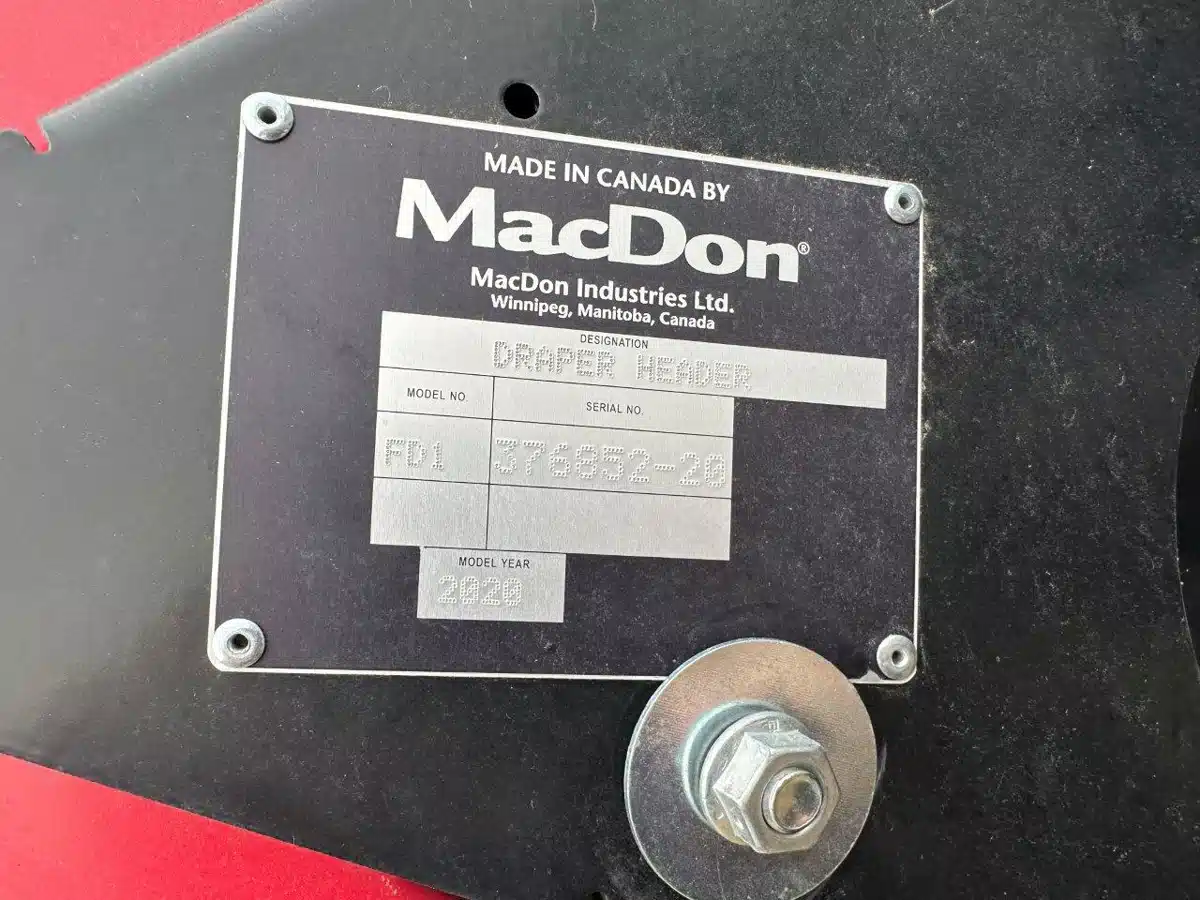 MADE IN CANADA BY
MacDon®
MacDon Industries Ltd.
Winnipeg, Manitoba, Canada
DESIGNATION
DRAPER HEADER
MODEL NO.
SERIAL NO.
FD1
376952-20
MODEL YEAR
2020